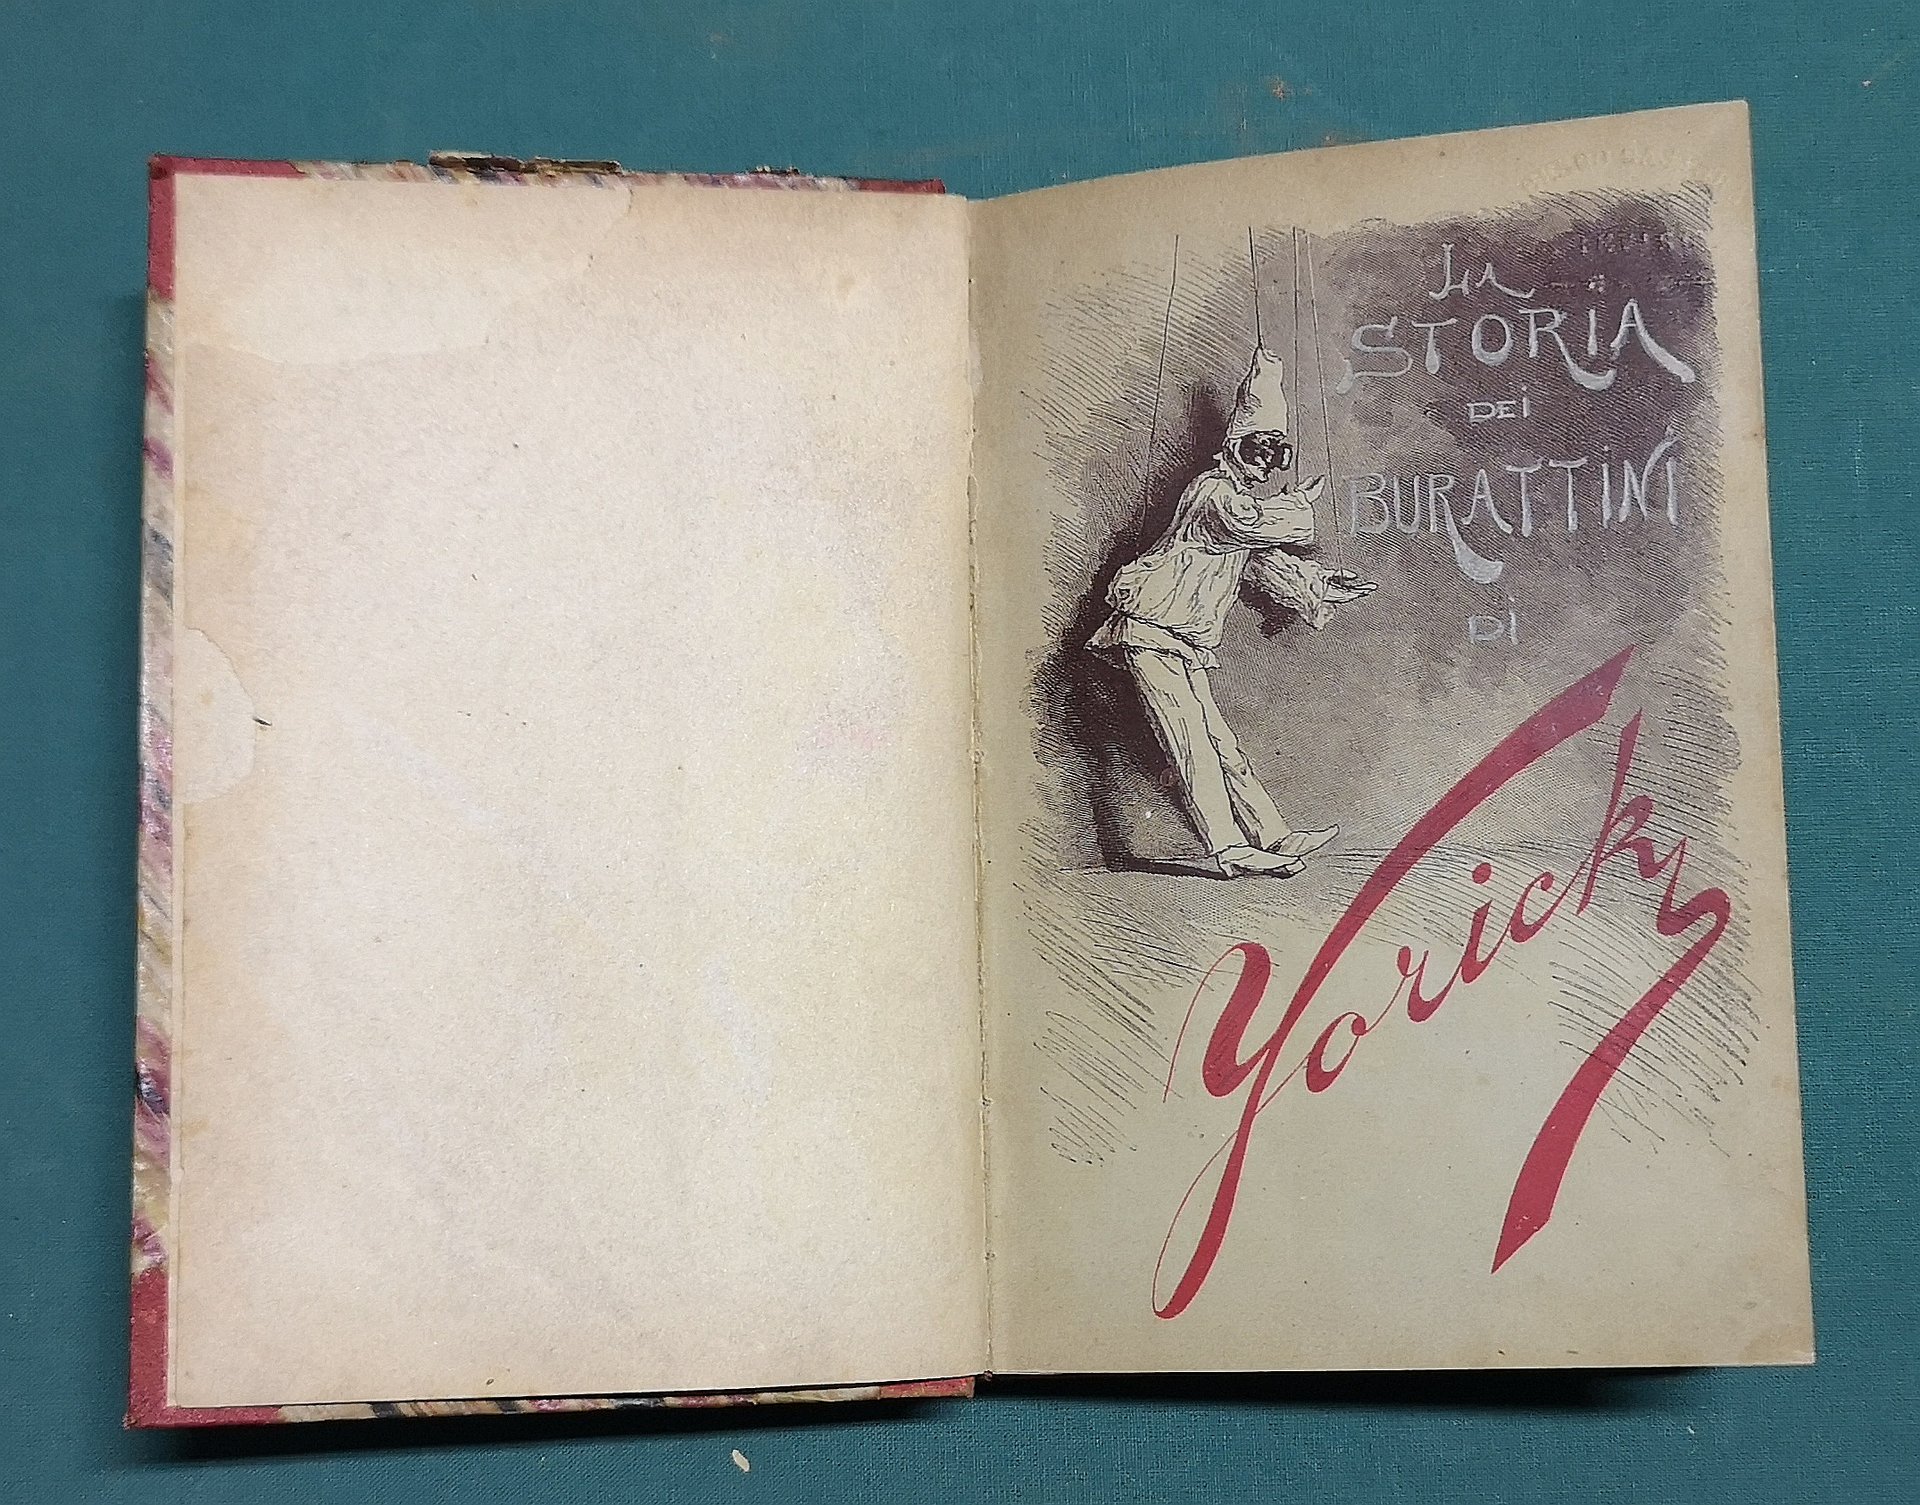 La
STORiA
DEi
BURATTiNi
Di
Yorick